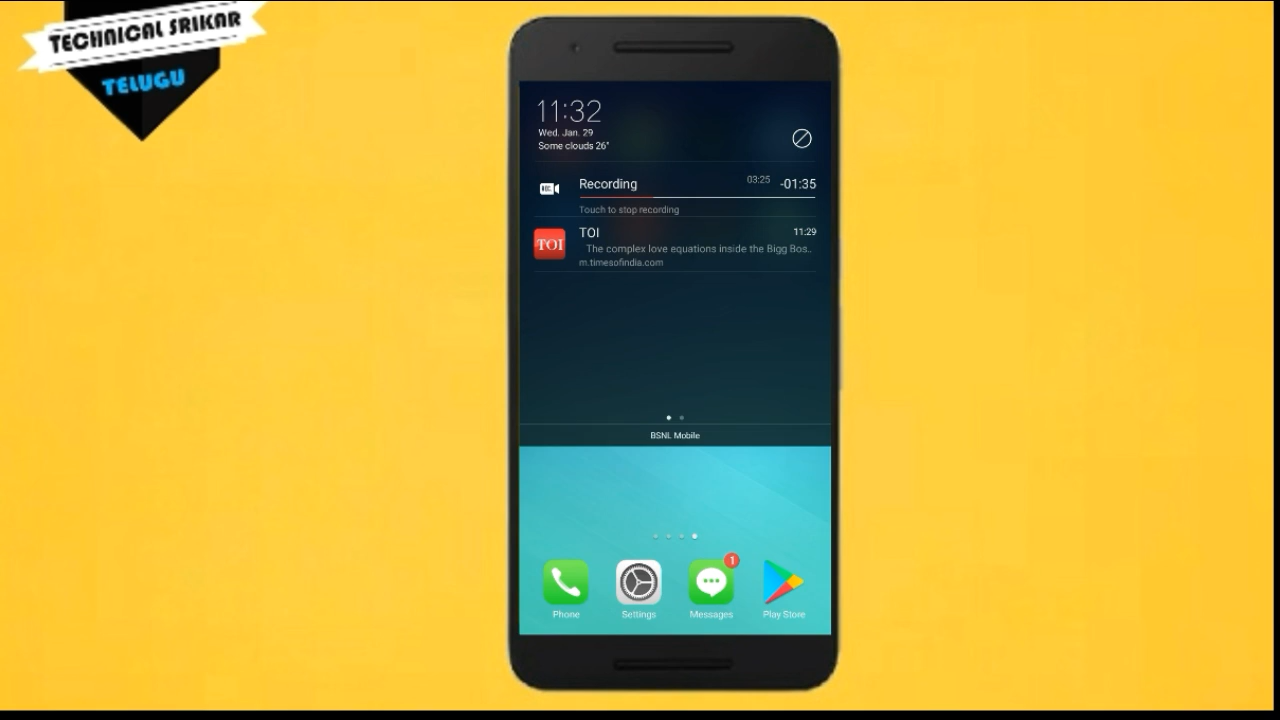 TECHNICAL SRIKAR
TELUGU
11:32
Wed. Jan. 29
Some clouds 26°
Recording
03:25
-01:35
Touch to stop recording
TOI
11:29
TOI
The complex love equations inside the Bigg Bos..
m.timesofindia.com
BSNL Mobile
1
Phone
Settings
Messages
Play Store